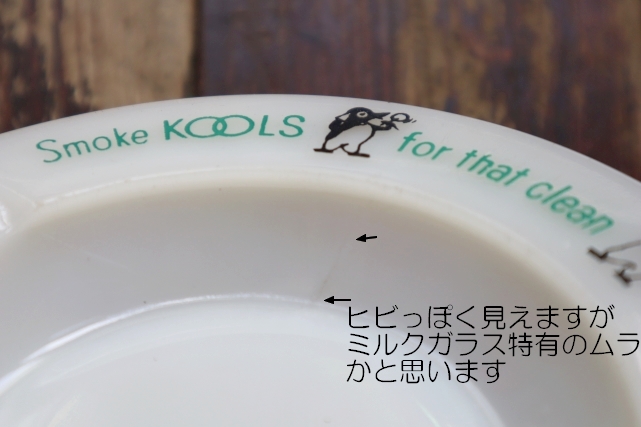 Smoke KOOLS for that clean
ヒビっぽく見えますが
ミルクガラス特有のムラ
かと思います